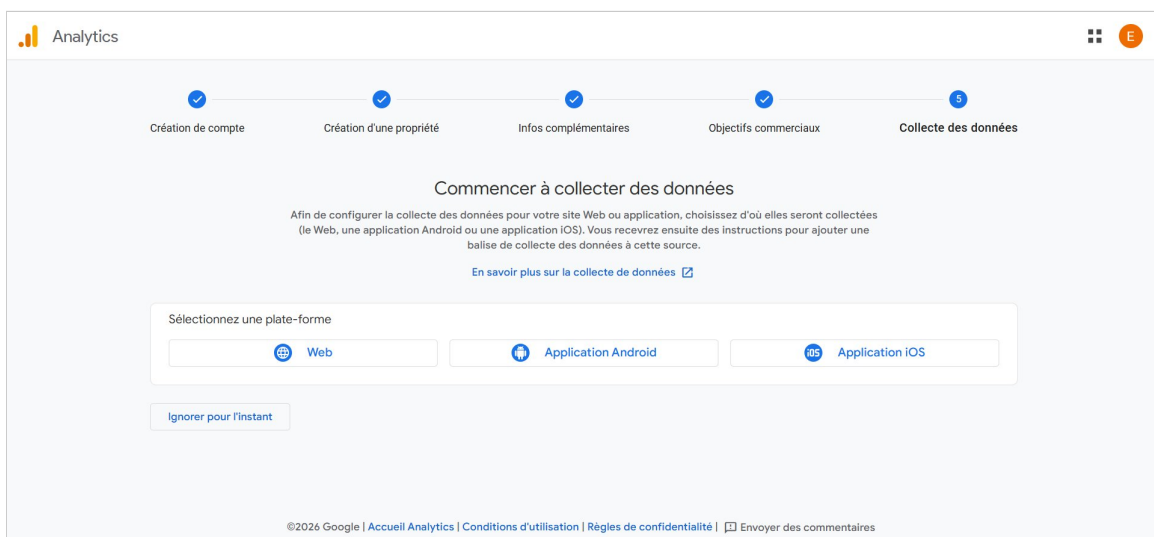 Analytics
E
5
Création de compte
Création d'une propriété
Infos complémentaires
Objectifs commerciaux
Collecte des données
Commencer à collecter des données
Afin de configurer la collecte des données pour votre site Web ou application, choisissez d'où elles seront collectées
(le Web, une application Android ou une application iOS). Vous recevrez ensuite des instructions pour ajouter une
balise de collecte des données à cette source.
En savoir plus sur la collecte de données
Sélectionnez une plate-forme
Web
Application Android
iOS Application iOS
Ignorer pour l'instant
©2026 Google | Accueil Analytics | Conditions d'utilisation | Règles de confidentialité | Envoyer des commentaires